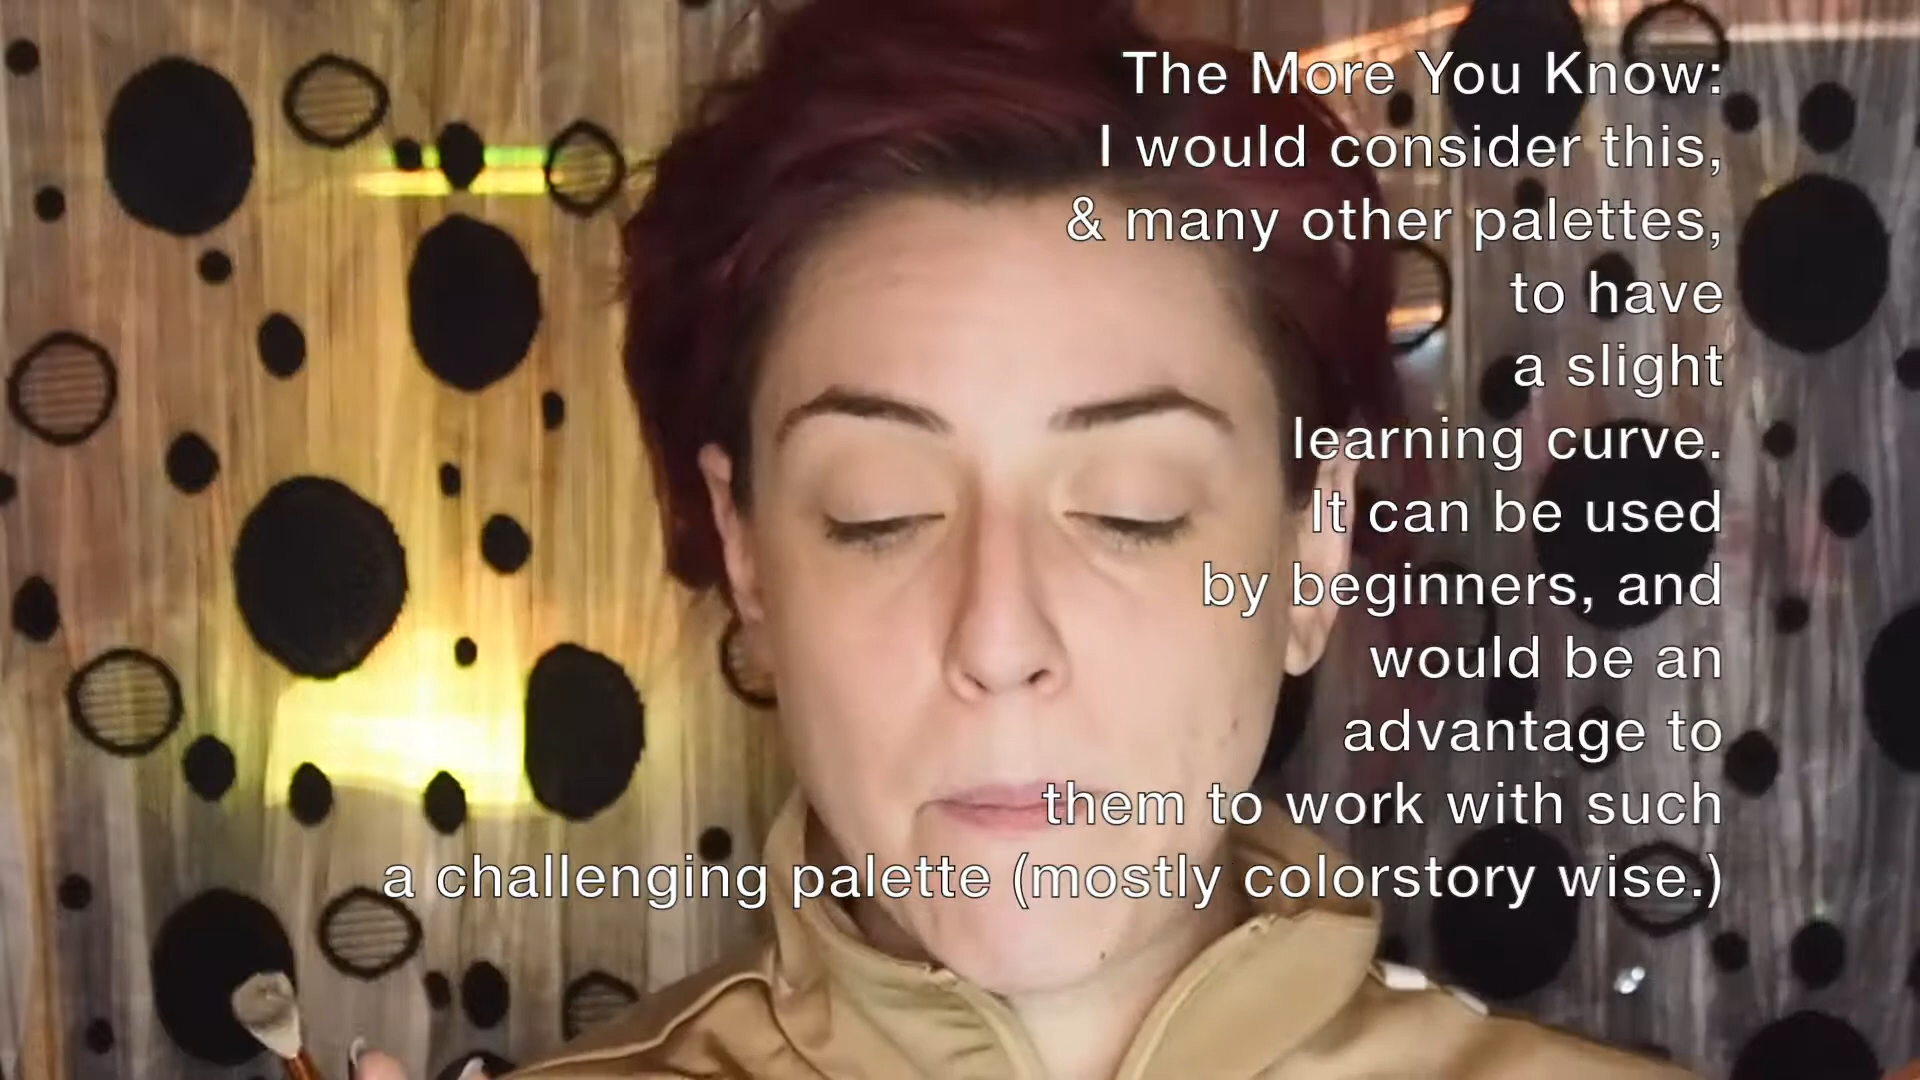 The More You Know:
I would consider this,
& many other palettes,
to have
a slight
learning curve.
It can be used
by beginners, and
would be an
advantage to
them to work with such
a challenging palette (mostly colorstory wise.)